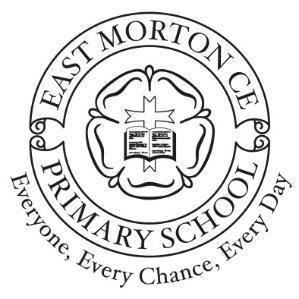 EAST MORTON CE
PRIMARY SCHOOL
Everyone, Every Chance, Every Day